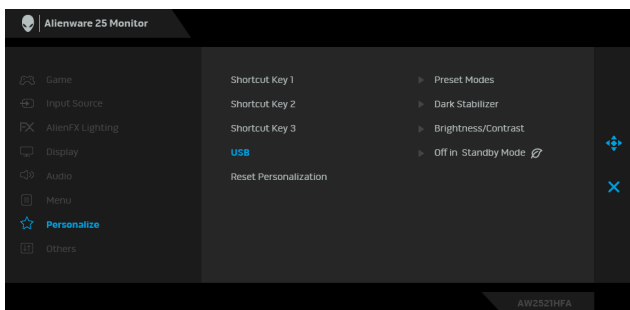 Alienware 25 Monitor
Game
Input Source
FX AlienFX Lighting
Display
Audio
Menu
Personalize
Others
Shortcut Key 1 Preset Modes
Shortcut Key 2 Dark Stabilizer
Shortcut Key 3 Brightness/Contrast
USB Off in Standby Mode
Reset Personalization
AW2521HFA